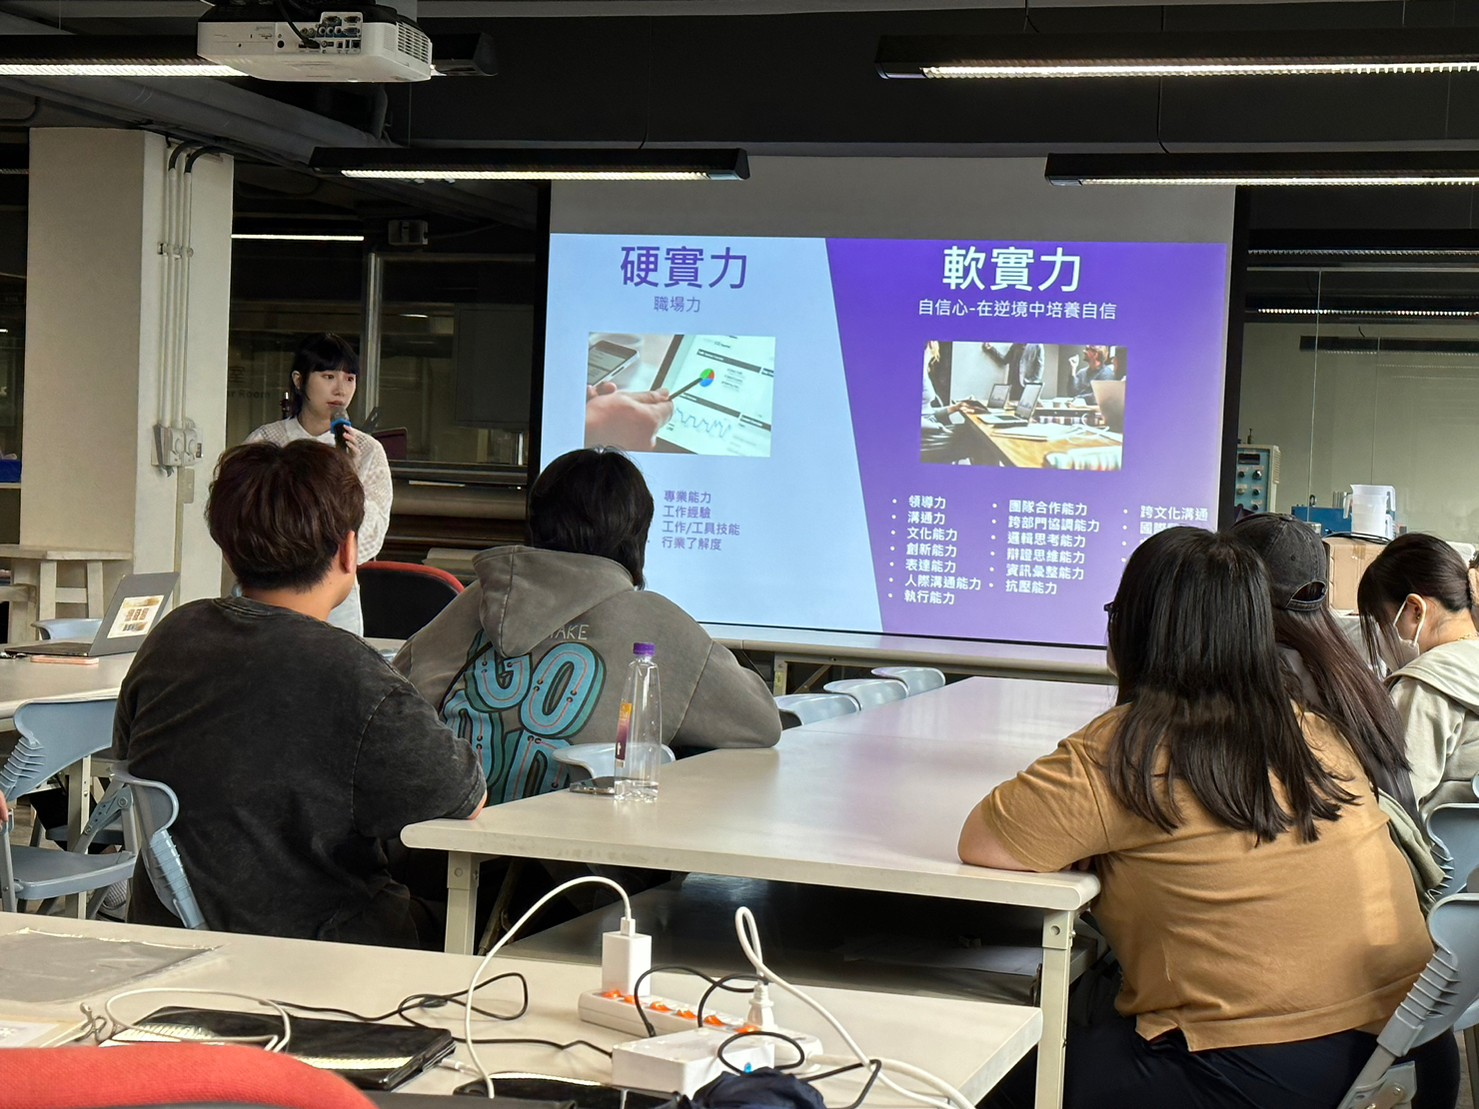 硬實力
職場力
專業能力
工作經驗
工作/工具技能
行業了解度
軟實力
自信心-在逆境中培養自信
領導力
溝通力
文化能力
創新能力
表達能力
人際溝通能力
執行能力
團隊合作能力
跨部門協調能力
邏輯思考能力
辯證思維能力
資訊彙整能力
抗壓能力
跨文化溝通
國際
GO